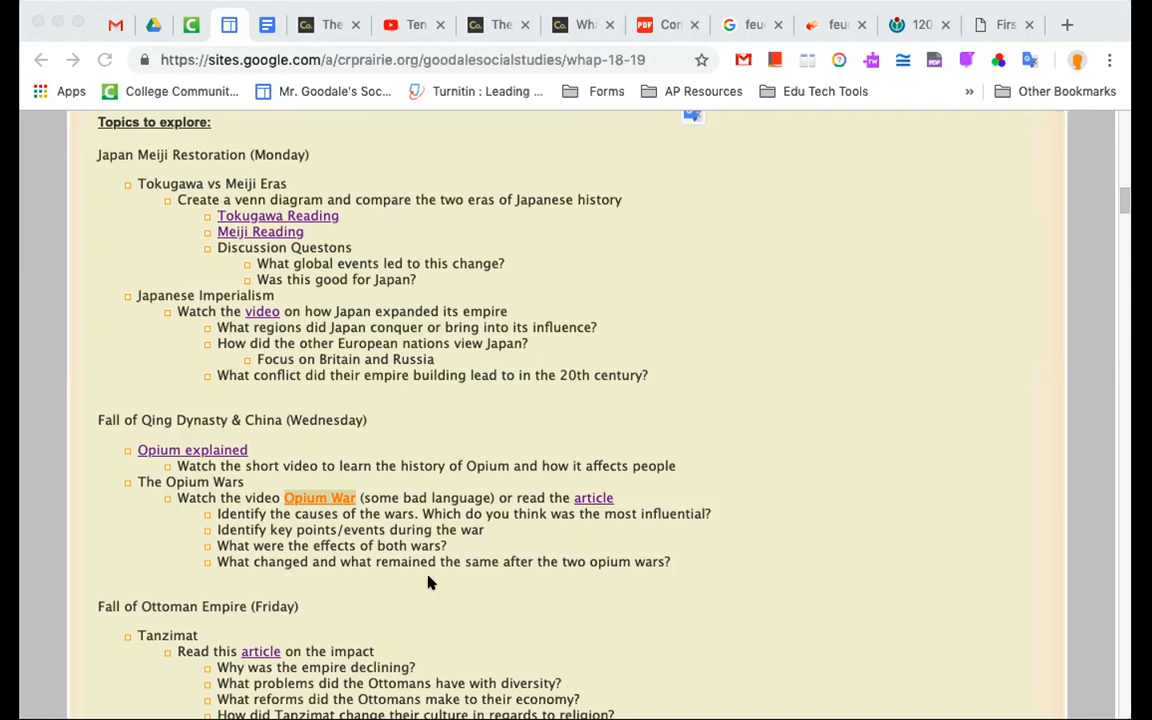 The
Ten
The
Wha
Con
feu
feu
120
Firs
https://sites.google.com/a/crprairie.org/goodalesocialstudies/whap-18-19
Apps College Communit... Mr. Goodale's Soc... Turnitin : Leading ... Forms AP Resources Edu Tech Tools » Other Bookmarks
Topics to explore:
Japan Meiji Restoration (Monday)
Tokugawa vs Meiji Eras
Create a venn diagram and compare the two eras of Japanese history
Tokugawa Reading
Meiji Reading
Discussion Questons
What global events led to this change?
Was this good for Japan?
Japanese Imperialism
Watch the video on how Japan expanded its empire
What regions did Japan conquer or bring into its influence?
How did the other European nations view Japan?
Focus on Britain and Russia
What conflict did their empire building lead to in the 20th century?
Fall of Qing Dynasty & China (Wednesday)
Opium explained
Watch the short video to learn the history of Opium and how it affects people
The Opium Wars
Watch the video Opium War (some bad language) or read the article
Identify the causes of the wars. Which do you think was the most influential?
Identify key points/events during the war
What were the effects of both wars?
What changed and what remained the same after the two opium wars?
Fall of Ottoman Empire (Friday)
Tanzimat
Read this article on the impact
Why was the empire declining?
What problems did the Ottomans have with diversity?
What reforms did the Ottomans make to their economy?
How did Tanzimat change their culture in regards to religion?